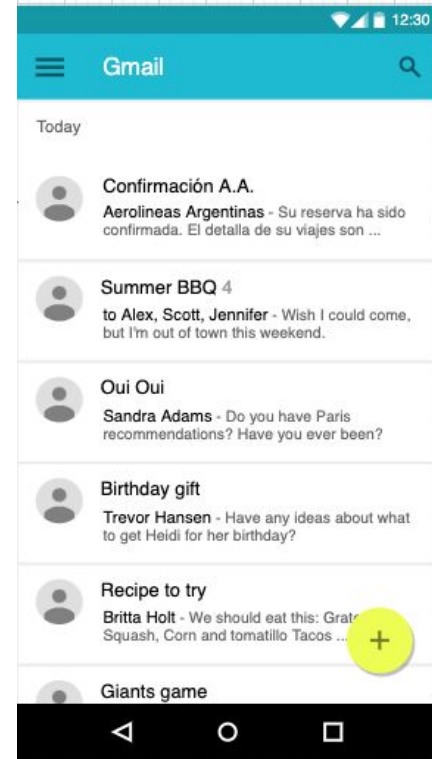 12:30
Gmail
Today
Confirmación A.A.
Aerolineas Argentinas - Su reserva ha sido
confirmada. El detalla de su viajes son ...
Summer BBQ 4
to Alex, Scott, Jennifer - Wish I could come,
but I'm out of town this weekend.
Oui Oui
Sandra Adams - Do you have Paris
recommendations? Have you ever been?
Birthday gift
Trevor Hansen - Have any ideas about what
to get Heidi for her birthday?
Recipe to try
Britta Holt - We should eat this:
Squash, Corn and tomatillo Tacos ...
Giants game